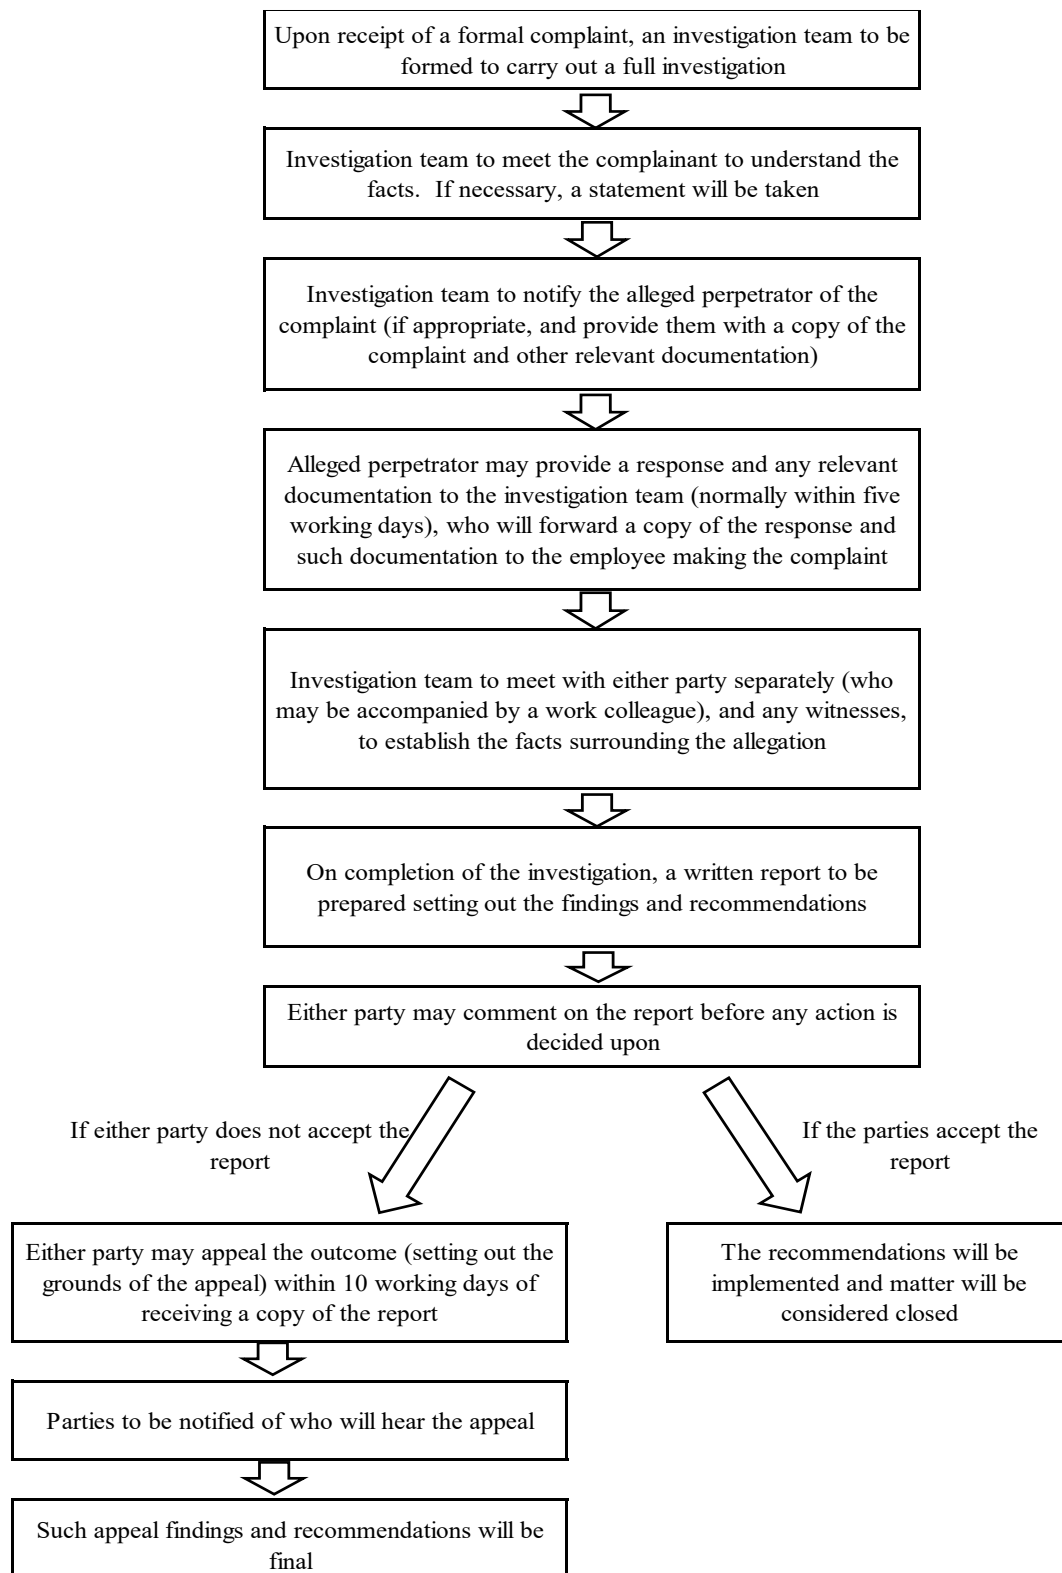 Upon receipt of a formal complaint, an investigation team to be
formed to carry out a full investigation
Investigation team to meet the complainant to understand the
facts.  If necessary, a statement will be taken
Investigation team to notify the alleged perpetrator of the
complaint (if appropriate, and provide them with a copy of the
complaint and other relevant documentation)
Alleged perpetrator may provide a response and any relevant
documentation to the investigation team (normally within five
working days), who will forward a copy of the response and
such documentation to the employee making the complaint
Investigation team to meet with either party separately (who
may be accompanied by a work colleague), and any witnesses,
to establish the facts surrounding the allegation
On completion of the investigation, a written report to be
prepared setting out the findings and recommendations
Either party may comment on the report before any action is
decided upon
If either party does not accept the
report
If the parties accept the
report
Either party may appeal the outcome (setting out the
grounds of the appeal) within 10 working days of
receiving a copy of the report
The recommendations will be
implemented and matter will be
considered closed
Parties to be notified of who will hear the appeal
Such appeal findings and recommendations will be
final